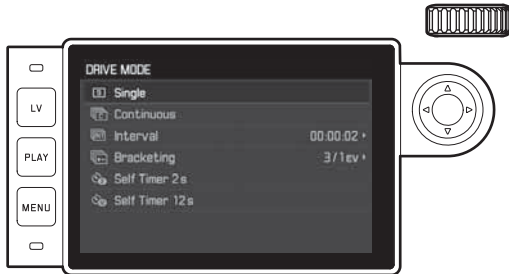 DRIVE MODE
Single
Continuous
Interval 00:00:02
Bracketing 3/1EV
Self Timer 2s
Self Timer 12s
LV
PLAY
MENU